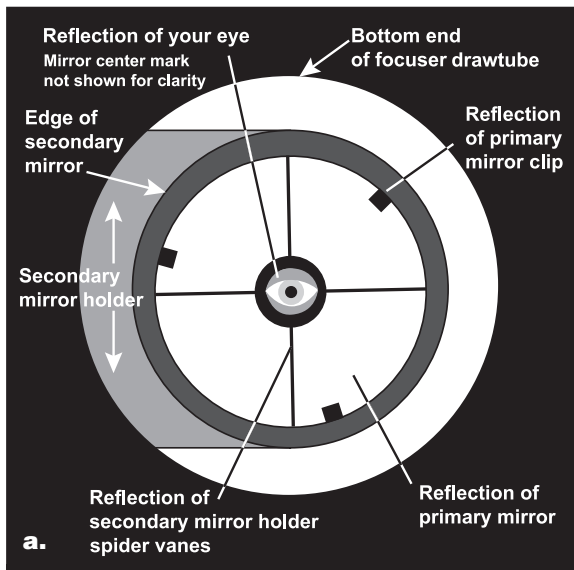 Reflection of your eye
Mirror center mark
not shown for clarity
Bottom end
of focuser drawtube
Edge of
secondary
mirror
Reflection
of primary
mirror clip
Secondary
mirror holder
Reflection of
secondary mirror holder
spider vanes
Reflection of
primary mirror
a.